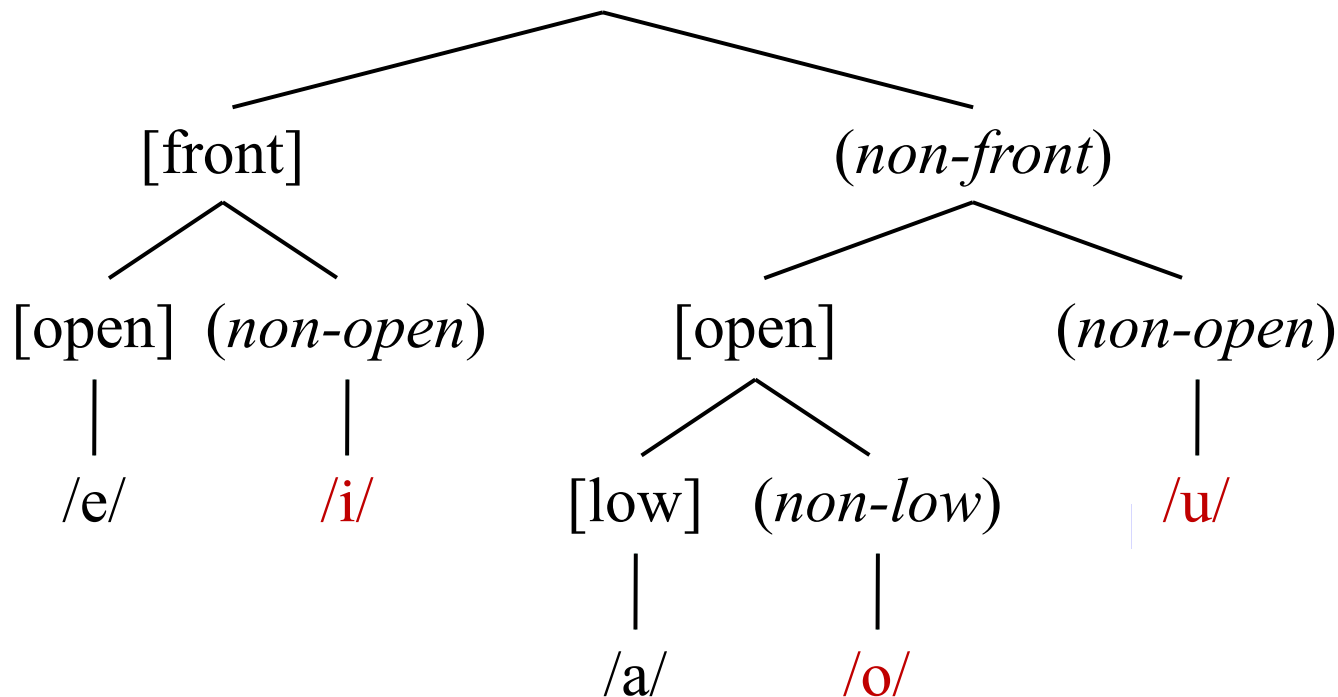 [front] (non-front)
[open] (non-open) [open] (non-open)
/e/ /i/ [low] (non-low) /u/
/a/ /o/